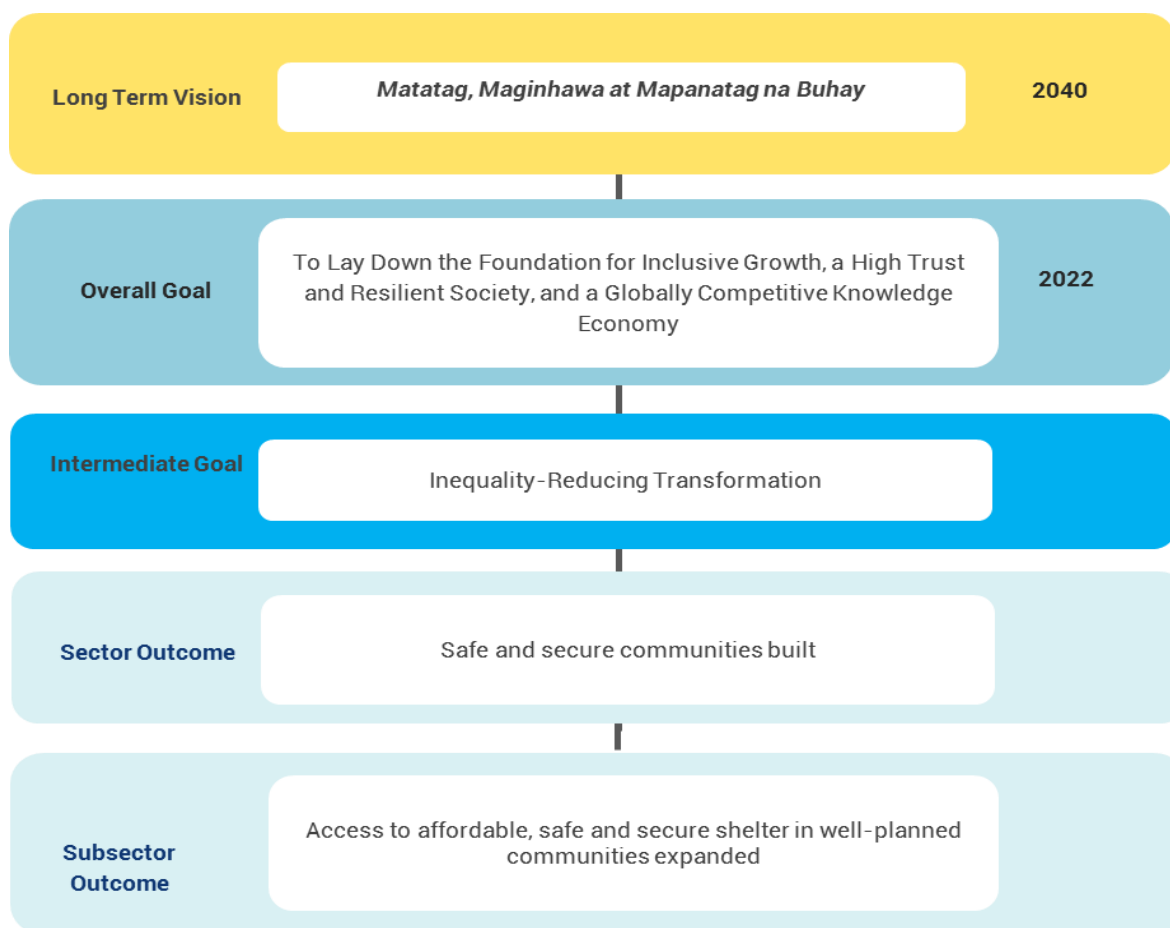 Long Term Vision
Matatag, Maginhawa at Mapanatag na Buhay
2040
Overall Goal
To Lay Down the Foundation for Inclusive Growth, a High Trust
and Resilient Society, and a Globally Competitive Knowledge
Economy
2022
Intermediate Goal
Inequality-Reducing Transformation
Sector Outcome
Safe and secure communities built
Subsector
Outcome
Access to affordable, safe and secure shelter in well-planned
communities expanded